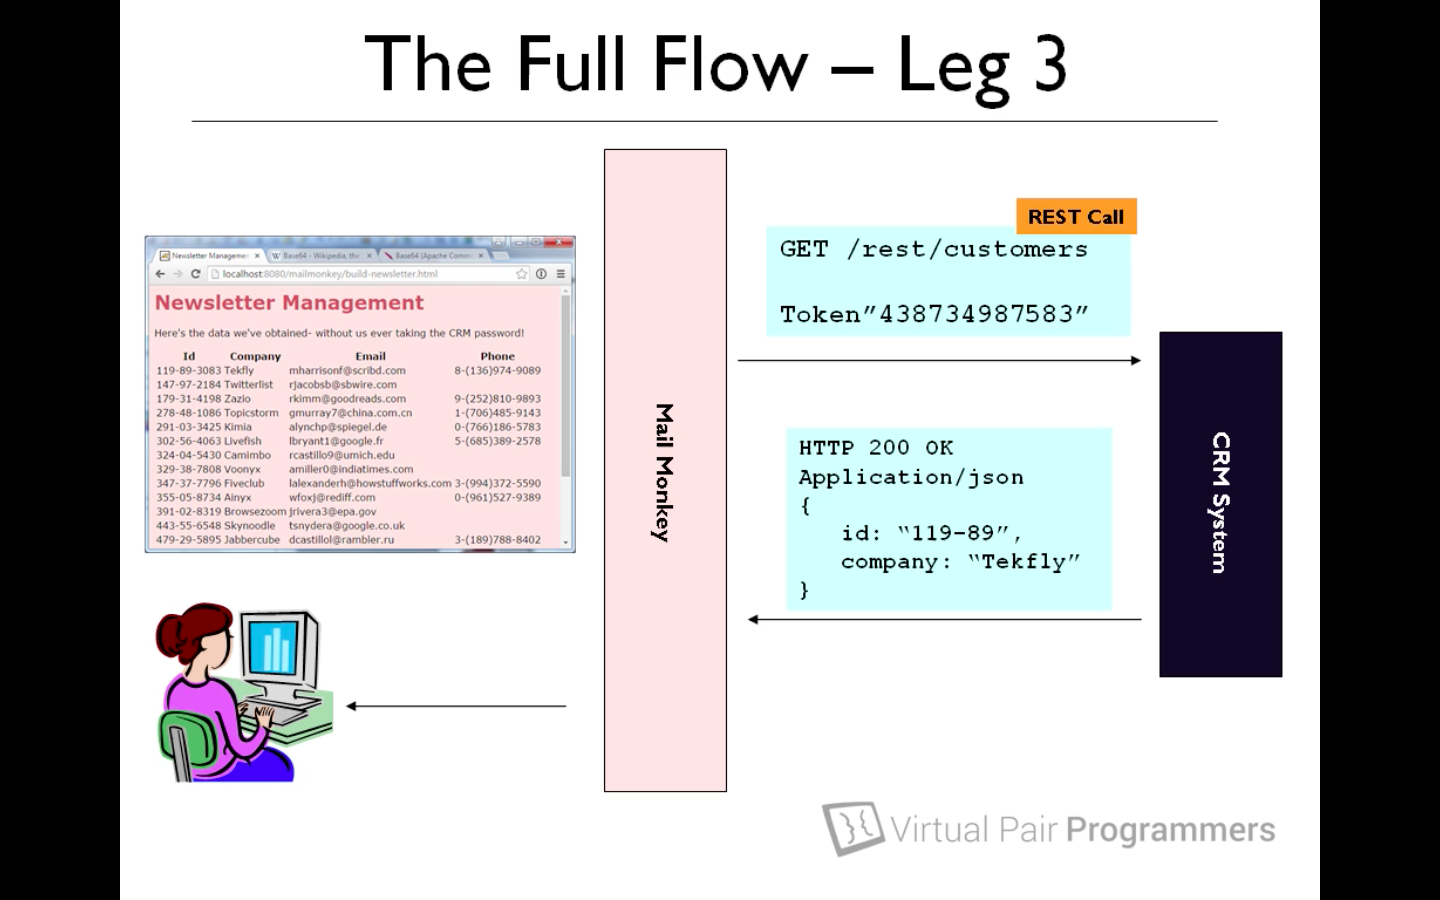 The Full Flow – Leg 3
Newsletter Manageme
Base64 - Wikipedia, the
Base64 (Apache Comm
localhost:8080/mailmonkey/build-newsletter.html
Newsletter Management
Here's the data we've obtained- without us ever taking the CRM password!
Id Company Email Phone
119-89-3083 Tekfly mharrisonf@scribd.com 8-(136)974-9089
147-97-2184 Twitterlist rjacobsb@sbwire.com
179-31-4198 Zazio rkimm@goodreads.com 9-(252)810-9893
278-48-1086 Topicstorm gmurray7@china.com.cn 1-(706)485-9143
291-03-3425 Kimia alynchp@spiegel.de 0-(766)186-5783
302-56-4063 Livefish lbryant1@google.fr 5-(685)389-2578
324-04-5430 Camimbo rcastillo9@umich.edu
329-38-7808 Voonyx amiller0@indiatimes.com
347-37-7796 Fiveclub lalexanderh@howstuffworks.com 3-(994)372-5590
355-05-8734 Ainyx wfoxj@rediff.com 0-(961)527-9389
391-02-8319 Browsezoom jrivera3@epa.gov
443-55-6548 Skynoodle tsnydera@google.co.uk
479-29-5895 Jabbercube dcastillol@rambler.ru 3-(189)788-8402
Mail Monkey
REST Call
GET /rest/customers
Token”438734987583”
HTTP 200 OK
Application/json
{
id: “119-89”,
company: “Tekfly”
}
CRM System
Virtual Pair Programmers